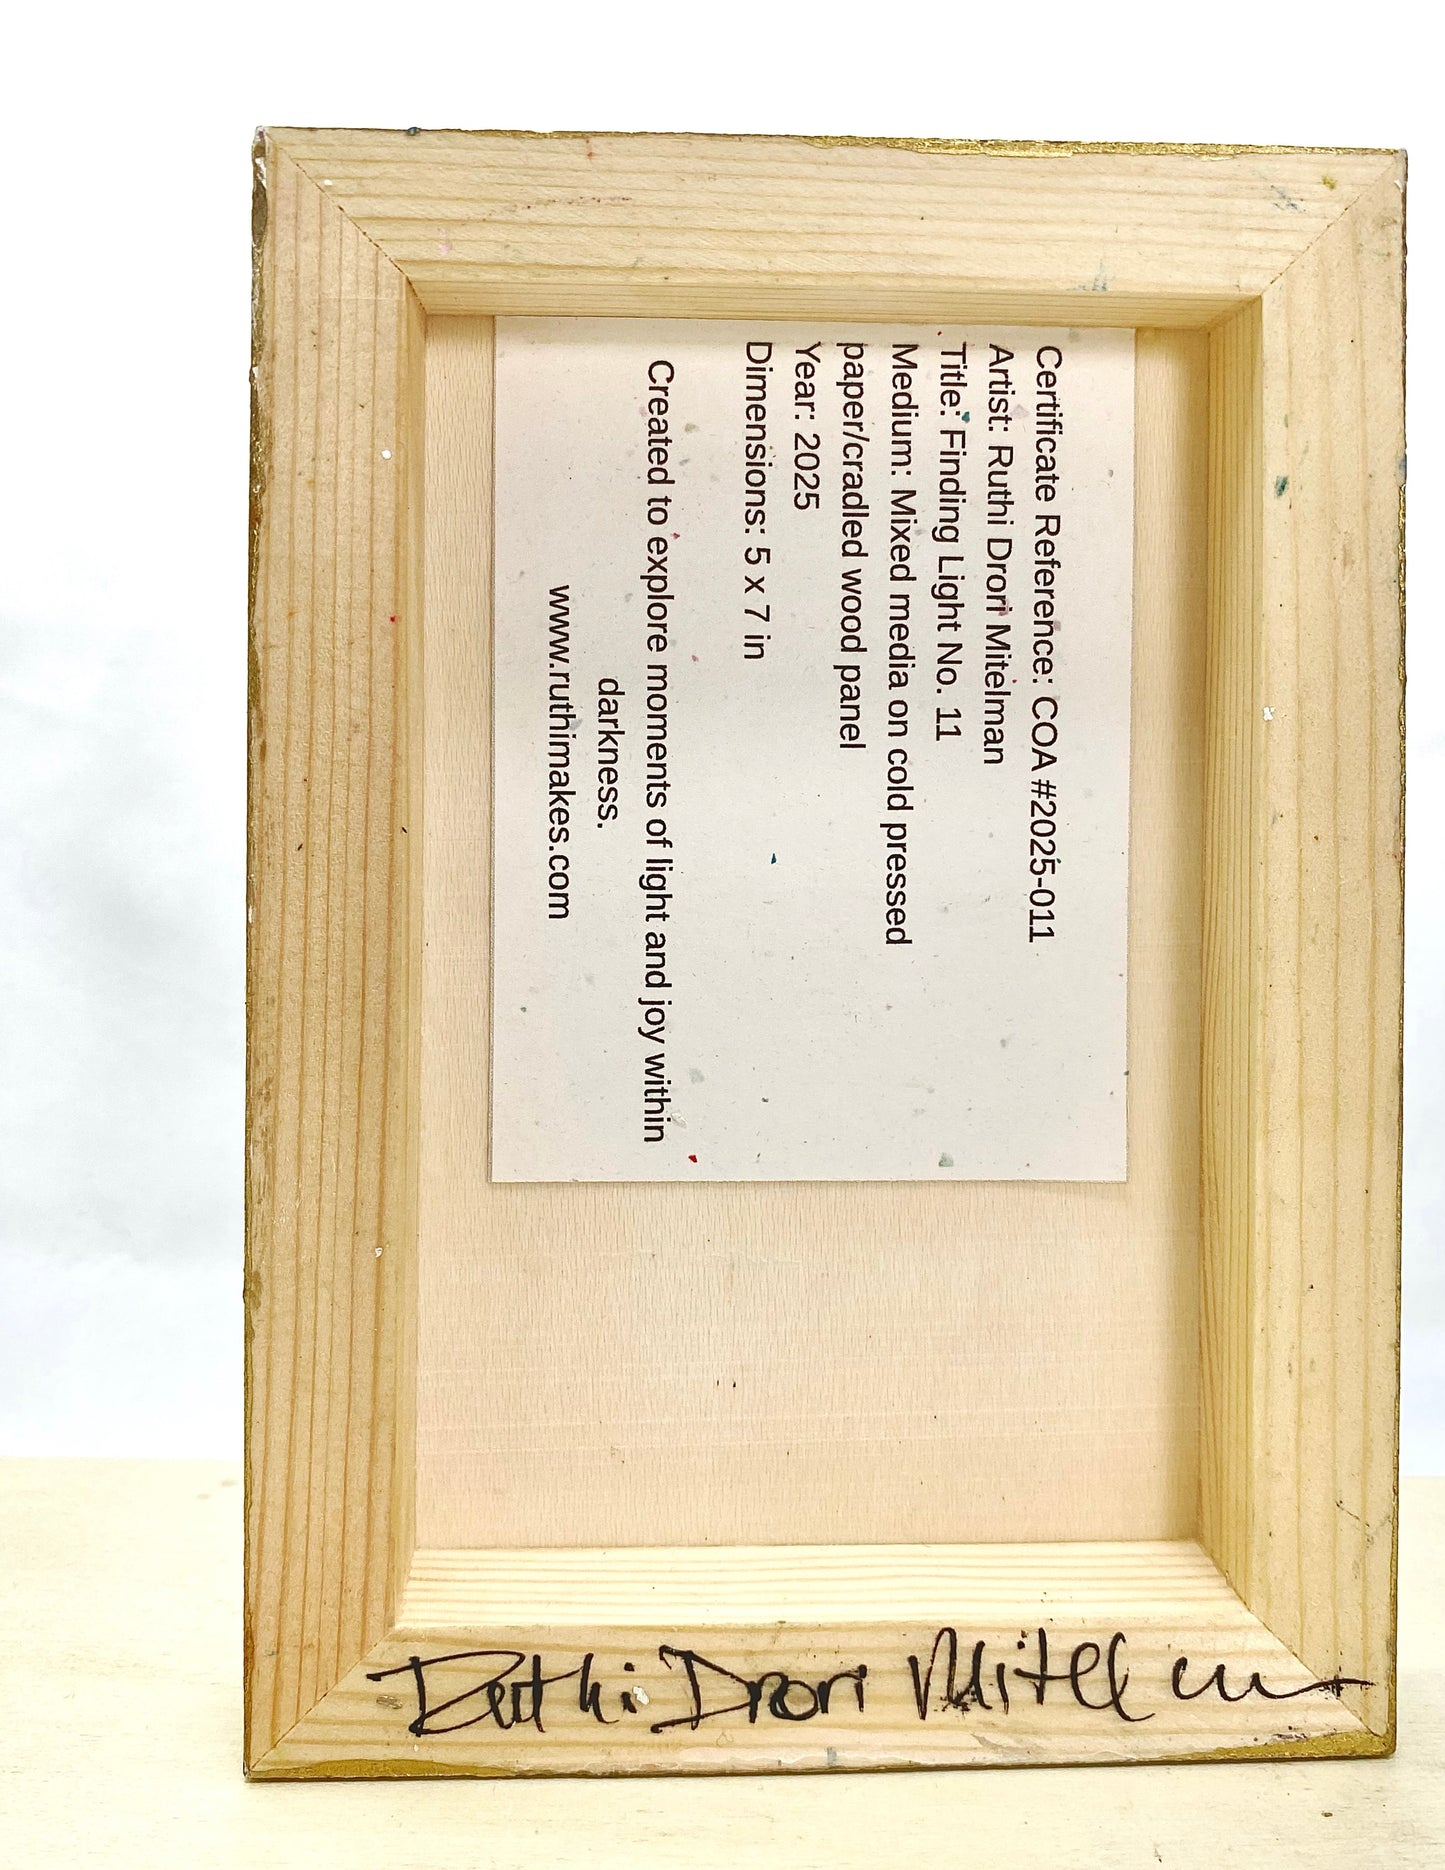 Certificate Reference: COA #2025-011
Artist: Ruthi Drori Mitelman
Title: Finding Light No. 11
Medium: Mixed media on cold pressed
paper/cradled wood panel
Year: 2025
Dimensions: 5 x 7 in
Created to explore moments of light and joy within
darkness.
www.ruthimakes.com
Ruthi Drori Mitelman